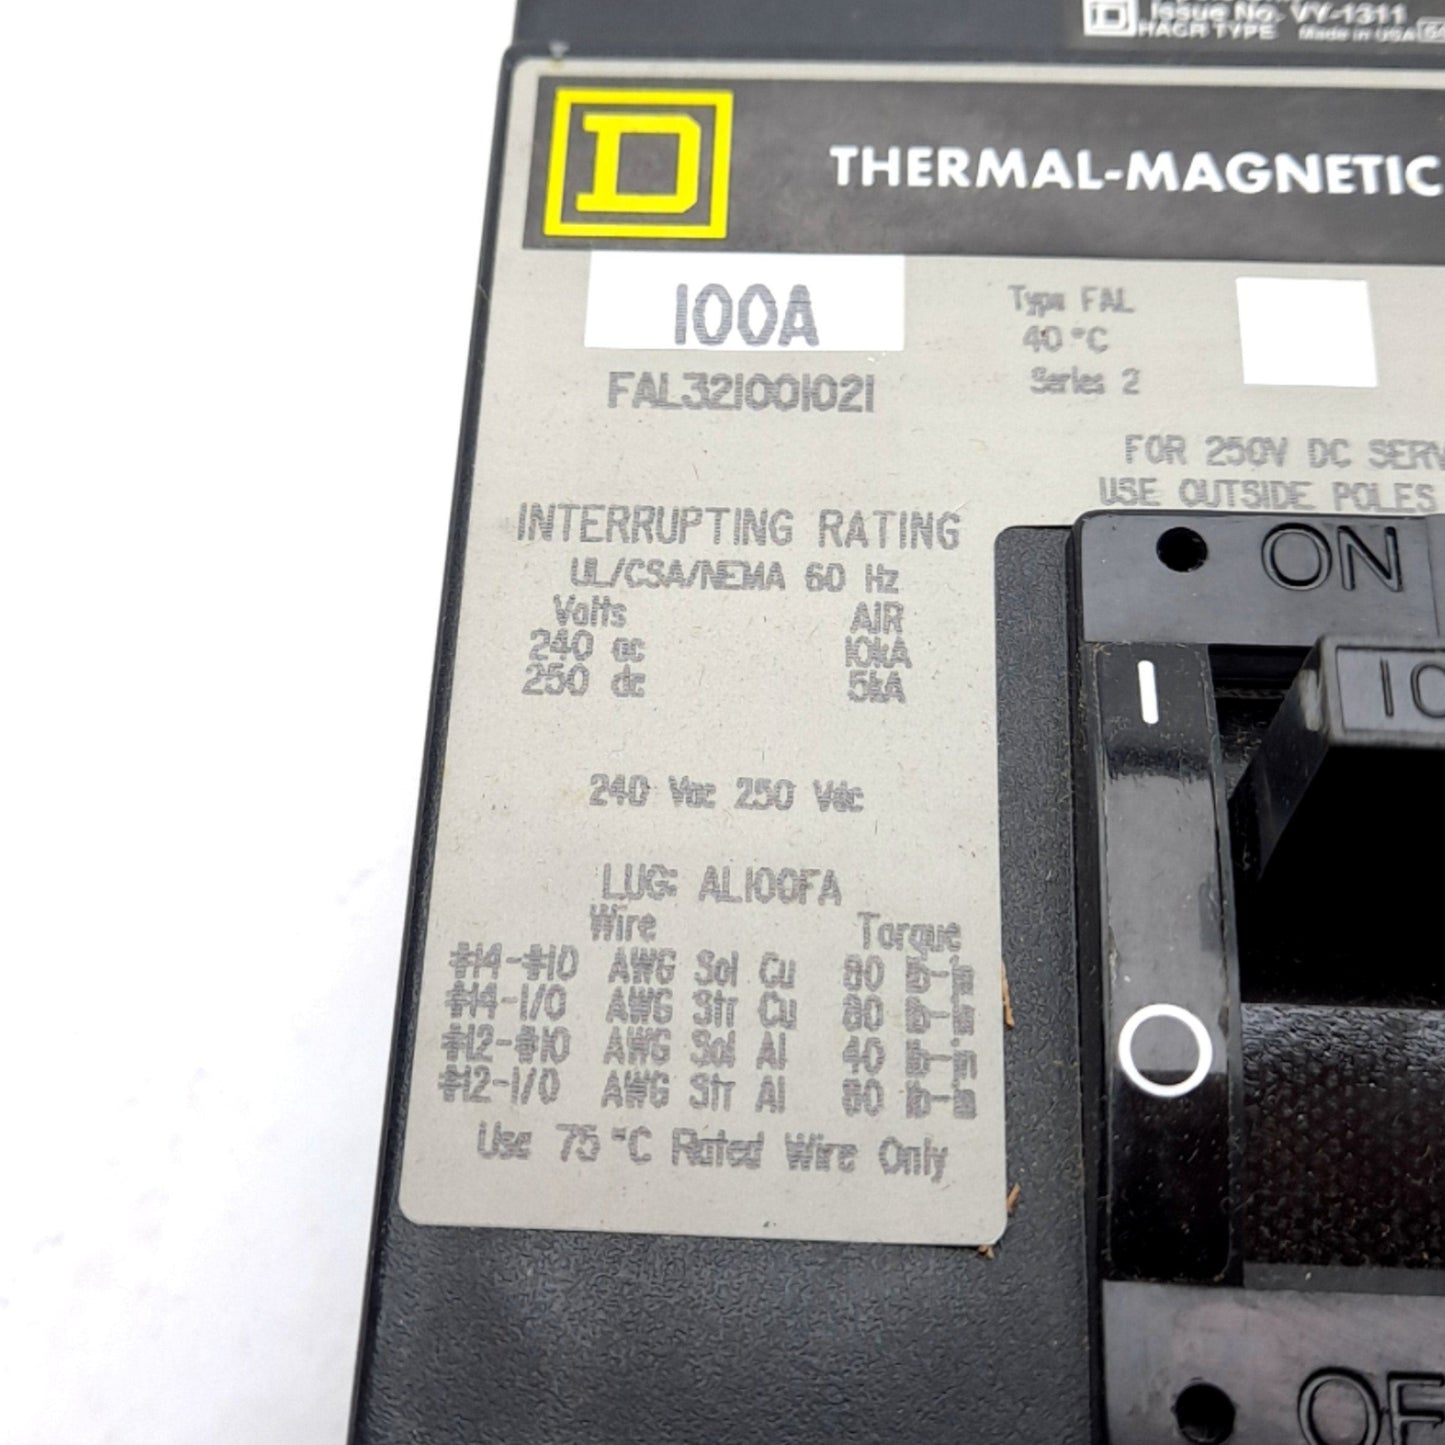 Issue No. VY-1311
HACR TYPE Made in USA
D
THERMAL-MAGNETIC
100A
Type FAL
40°C
Series 2
FAL321001021
FOR 250V DC SERV
USE OUTSIDE POLES
INTERRUPTING RATING
UL/CSA/NEMA 60 Hz
Volts AIR
240 ac 10kA
250 dc 5kA
240 Vac 250 Vdc
LUG: AL100FA
Wire Torque
#14-#10 AWG Sol Cu 80 lb-in
#14-1/0 AWG Str Cu 80 lb-in
#12-#10 AWG Sol Al 40 lb-in
#12-1/0 AWG Str Al 80 lb-in
Use 75°C Rated Wire Only
ON
I
10
O
OF